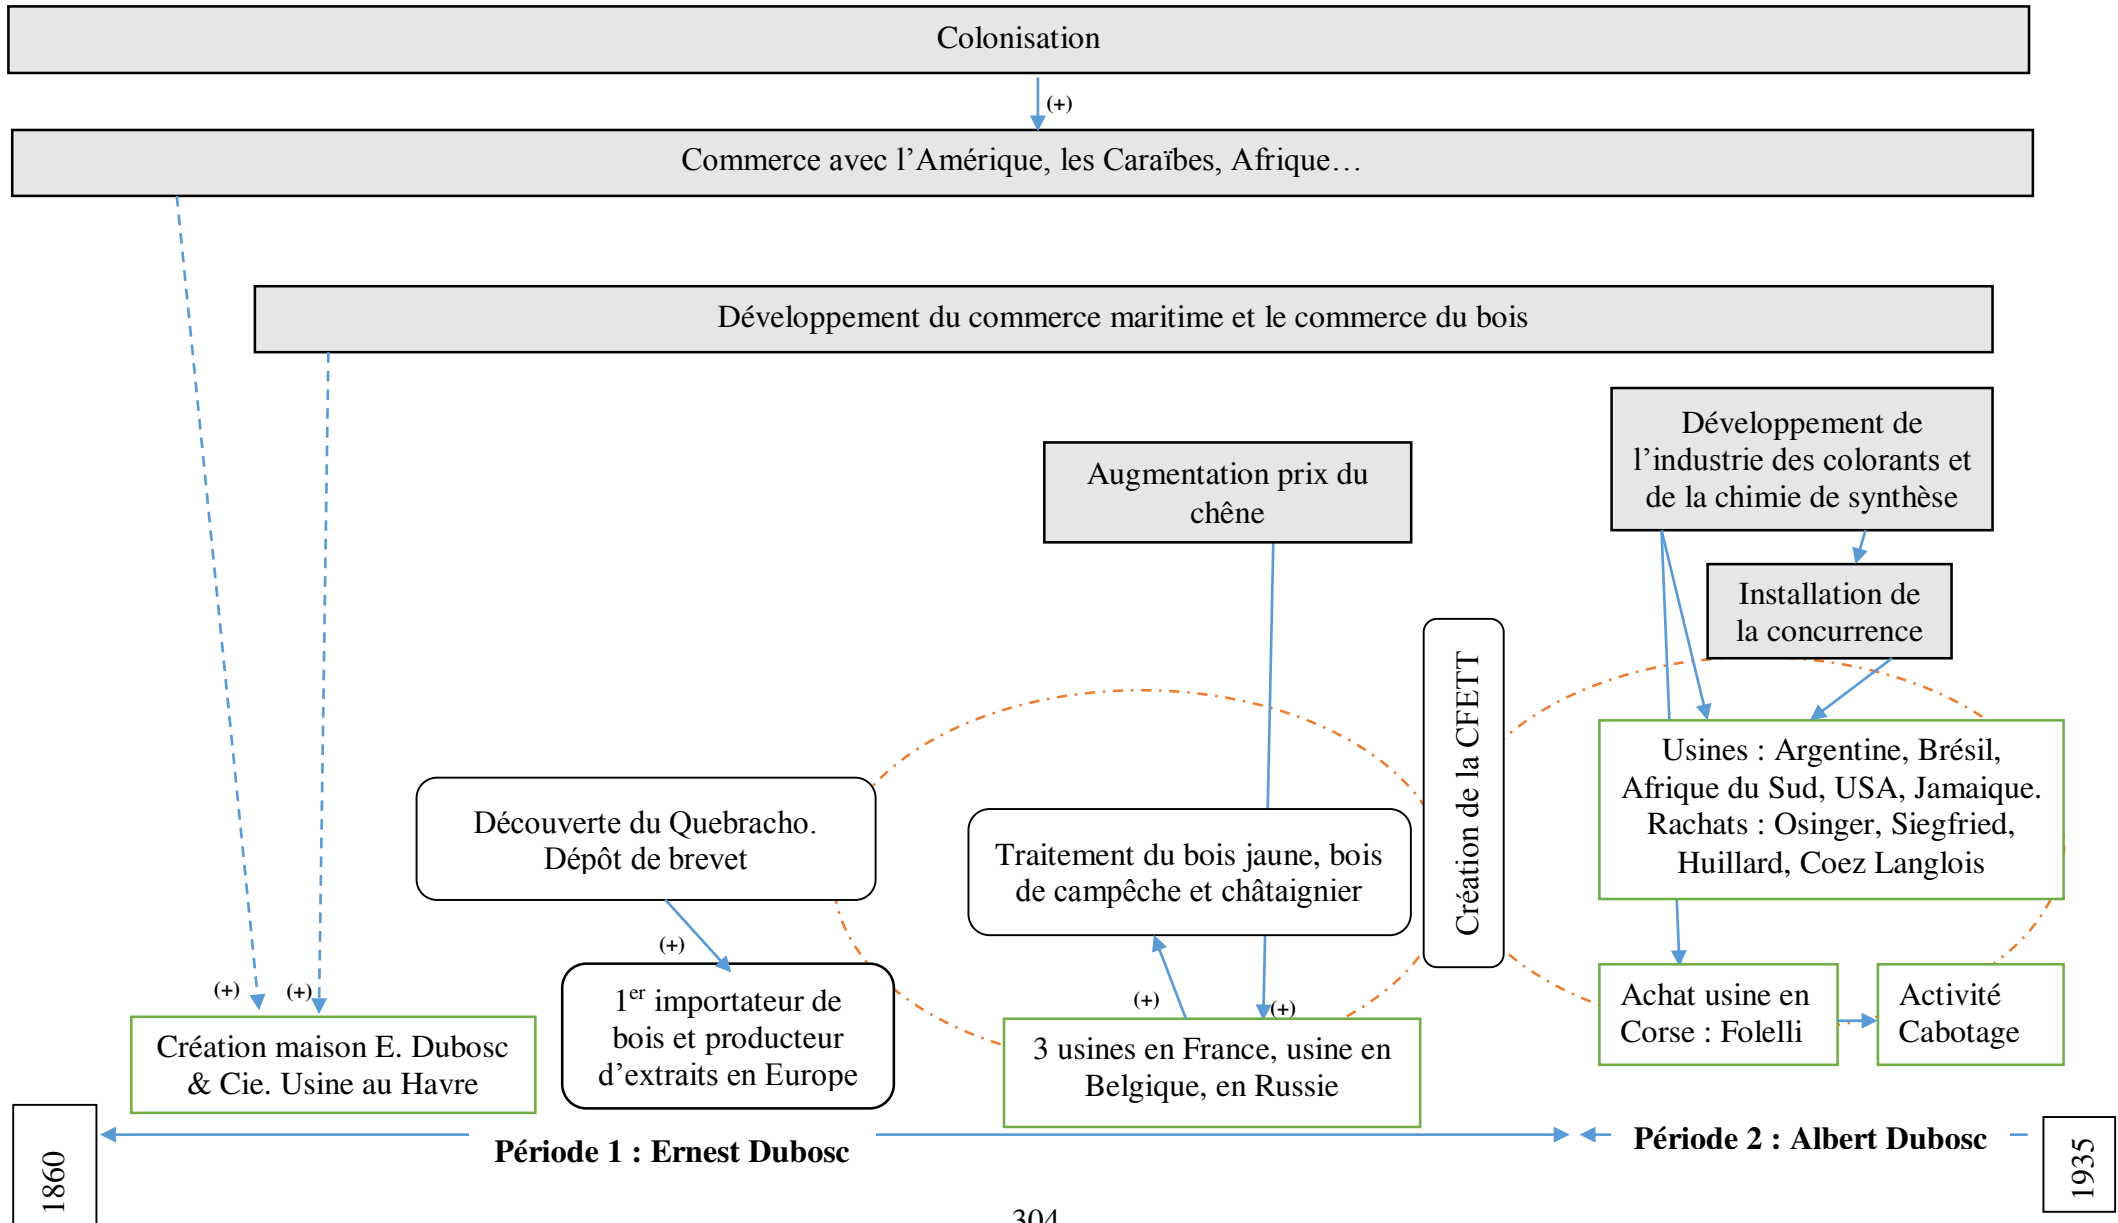 Colonisation
(+)
Commerce avec l’Amérique, les Caraïbes, Afrique…
Développement du commerce maritime et le commerce du bois
Développement de
l’industrie des colorants et
de la chimie de synthèse
Augmentation prix du
chêne
Installation de
la concurrence
Création de la CFETT
Usines : Argentine, Brésil,
Afrique du Sud, USA, Jamaique.
Rachats : Osinger, Siegfried,
Huillard, Coez Langlois
Découverte du Quebracho.
Dépôt de brevet
Traitement du bois jaune, bois
de campêche et châtaignier
(+)
(+)
(+)
(+)
(+)
1er importateur de
bois et producteur
d’extraits en Europe
Achat usine en
Corse : Folelli
Activité
Cabotage
Création maison E. Dubosc
& Cie. Usine au Havre
3 usines en France, usine en
Belgique, en Russie
1860
Période 1 : Ernest Dubosc
Période 2 : Albert Dubosc
1935
304